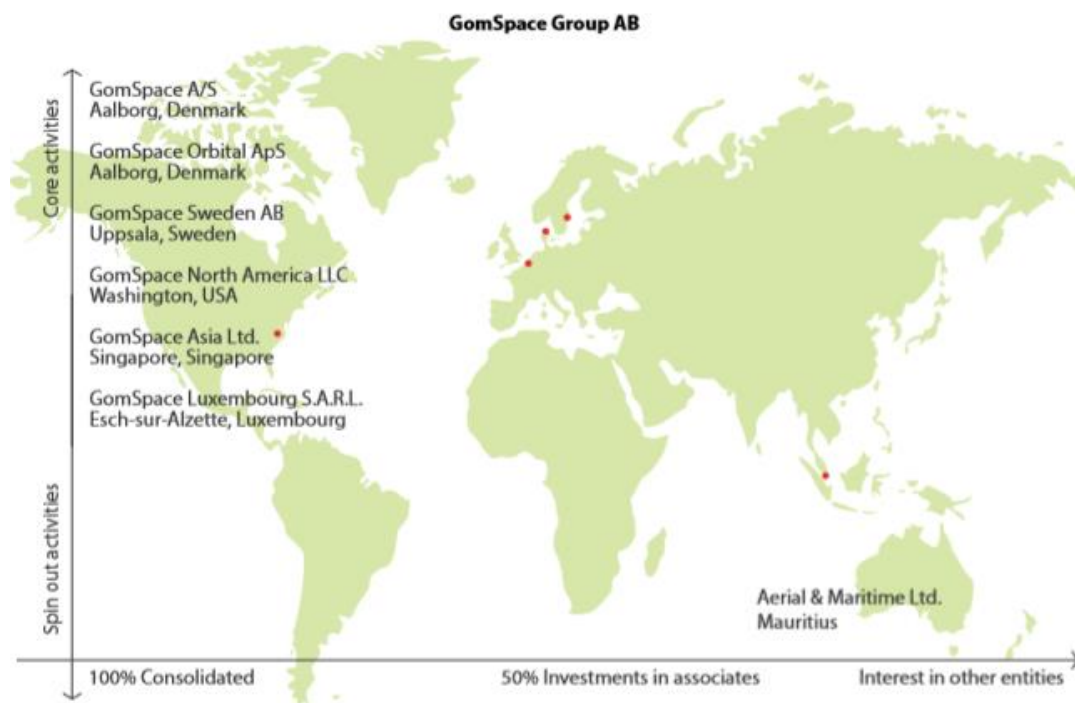 GomSpace Group AB
Core activities
GomSpace A/S
Aalborg, Denmark
GomSpace Orbital ApS
Aalborg, Denmark
GomSpace Sweden AB
Uppsala, Sweden
GomSpace North America LLC
Washington, USA
GomSpace Asia Ltd.
Singapore, Singapore
GomSpace Luxembourg S.A.R.L.
Esch-sur-Alzette, Luxembourg
Spin out activities
Aerial & Maritime Ltd.
Mauritius
100% Consolidated
50% Investments in associates
Interest in other entities